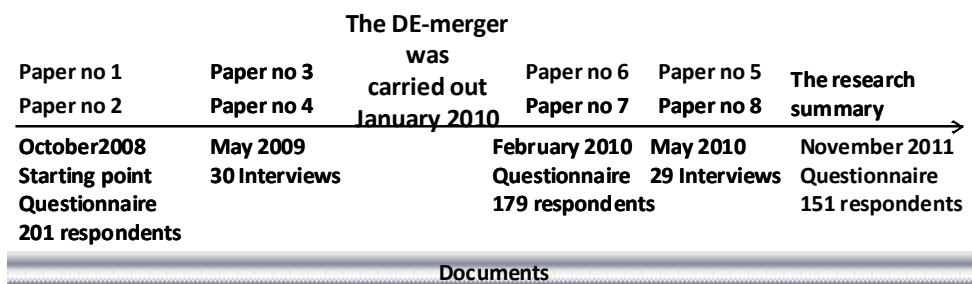 The DE-merger
was
carried out
January 2010
Paper no 1
Paper no 2
Paper no 3
Paper no 4
Paper no 6
Paper no 7
Paper no 5
Paper no 8
The research
summary
October2008
Starting point
Questionnaire
201 respondents
May 2009
30 Interviews
February 2010
Questionnaire
179 respondents
May 2010
29 Interviews
November 2011
Questionnaire
151 respondents
Documents